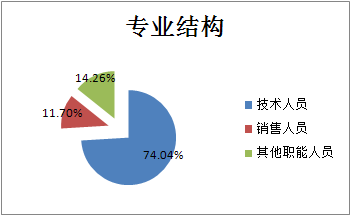 专业结构
14.26%
11.70%
74.04%
技术人员
销售人员
其他职能人员